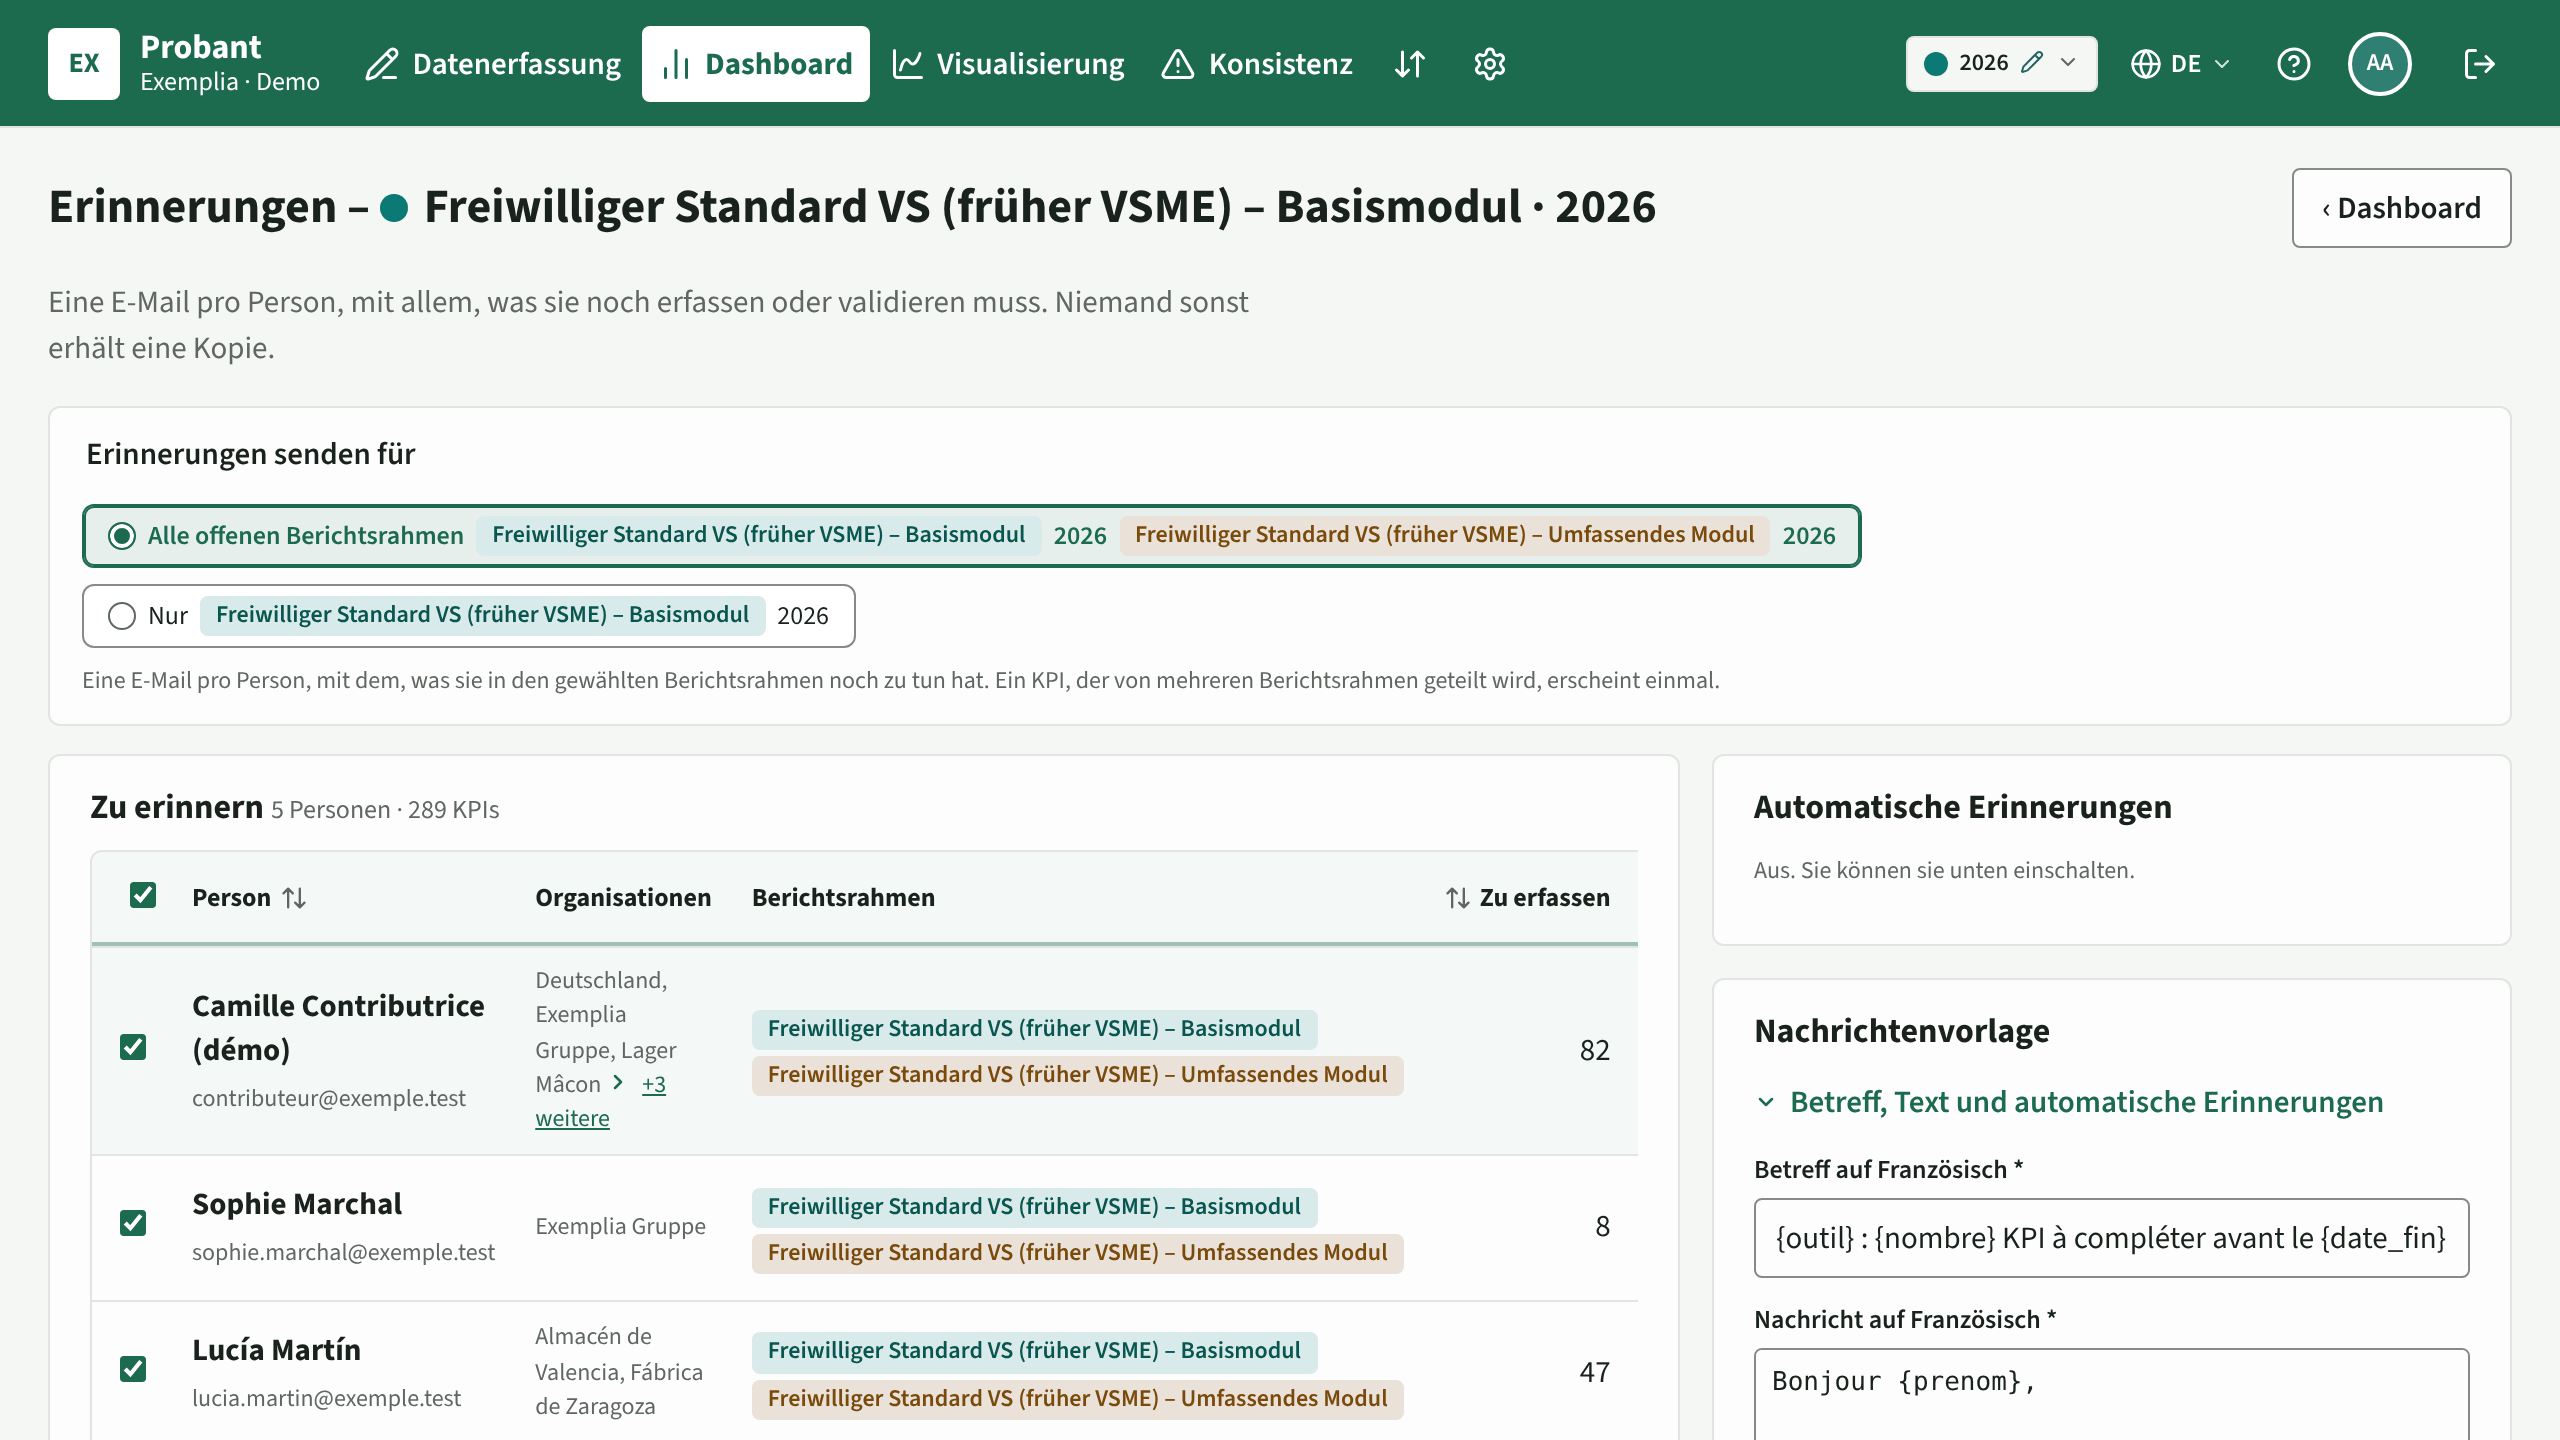 EX
Probant
Exemplia · Demo
Datenerfassung
Dashboard
Visualisierung
Konsistenz
2026
DE
AA
Erinnerungen – Freiwilliger Standard VS (früher VSME) – Basismodul · 2026
‹ Dashboard
Eine E-Mail pro Person, mit allem, was sie noch erfassen oder validieren muss. Niemand sonst
erhält eine Kopie.
Erinnerungen senden für
Alle offenen Berichtsrahmen Freiwilliger Standard VS (früher VSME) – Basismodul 2026 Freiwilliger Standard VS (früher VSME) – Umfassendes Modul 2026
Nur Freiwilliger Standard VS (früher VSME) – Basismodul 2026
Eine E-Mail pro Person, mit dem, was sie in den gewählten Berichtsrahmen noch zu tun hat. Ein KPI, der von mehreren Berichtsrahmen geteilt wird, erscheint einmal.
Zu erinnern 5 Personen · 289 KPIs
Person
Organisationen
Berichtsrahmen
Zu erfassen
Camille Contributrice
(démo)
contributeur@exemple.test
Deutschland,
Exemplia
Gruppe, Lager
Mâcon +3
weitere
Freiwilliger Standard VS (früher VSME) – Basismodul
Freiwilliger Standard VS (früher VSME) – Umfassendes Modul
82
Sophie Marchal
sophie.marchal@exemple.test
Exemplia Gruppe
Freiwilliger Standard VS (früher VSME) – Basismodul
Freiwilliger Standard VS (früher VSME) – Umfassendes Modul
8
Lucía Martín
lucia.martin@exemple.test
Almacén de
Valencia, Fábrica
de Zaragoza
Freiwilliger Standard VS (früher VSME) – Basismodul
Freiwilliger Standard VS (früher VSME) – Umfassendes Modul
47
Automatische Erinnerungen
Aus. Sie können sie unten einschalten.
Nachrichtenvorlage
Betreff, Text und automatische Erinnerungen
Betreff auf Französisch *
{outil} : {nombre} KPI à compléter avant le {date_fin}
Nachricht auf Französisch *
Bonjour {prenom},